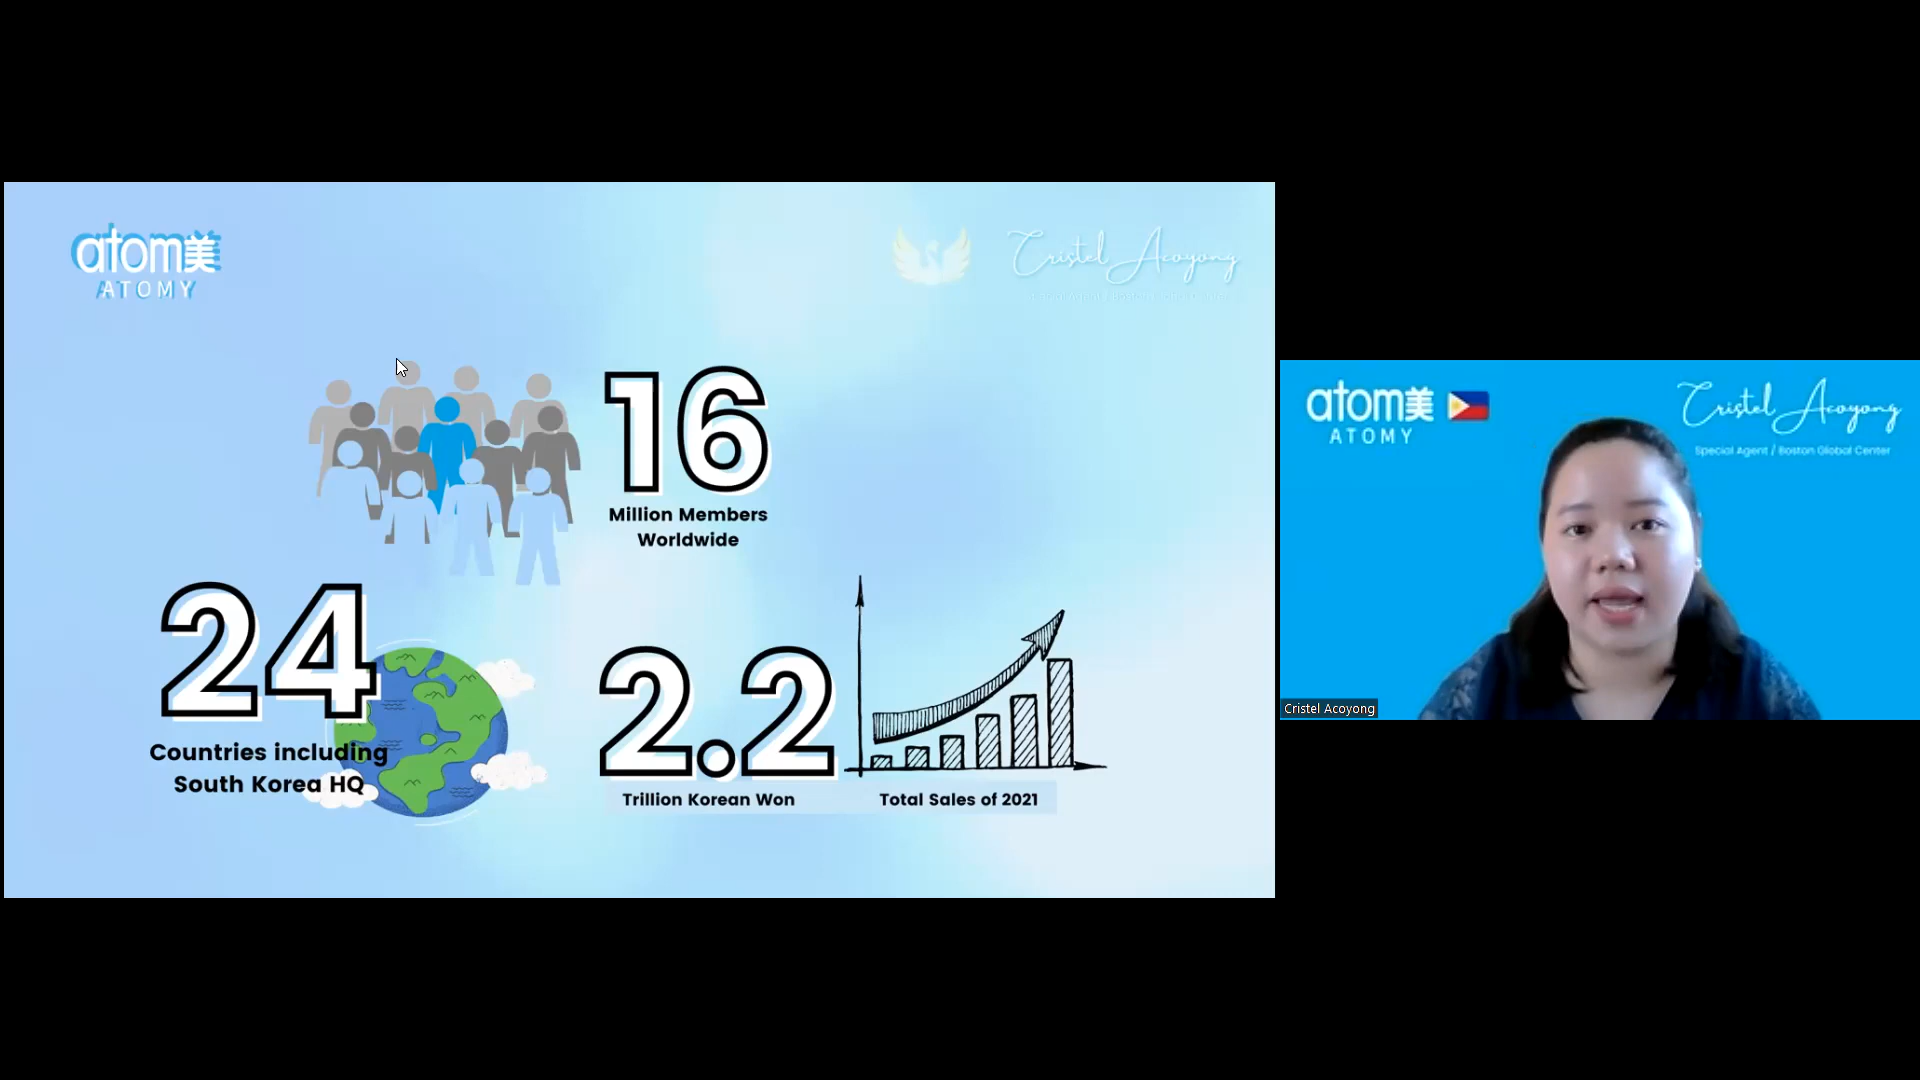 atom美
ATOMY
Cristel Acoyong
16
Million Members
Worldwide
24
Countries including
South Korea HQ
2.2
Trillion Korean Won
Total Sales of 2021
atom美
ATOMY
Cristel Acoyong
Special Agent / Boston Global Center
Cristel Acoyong